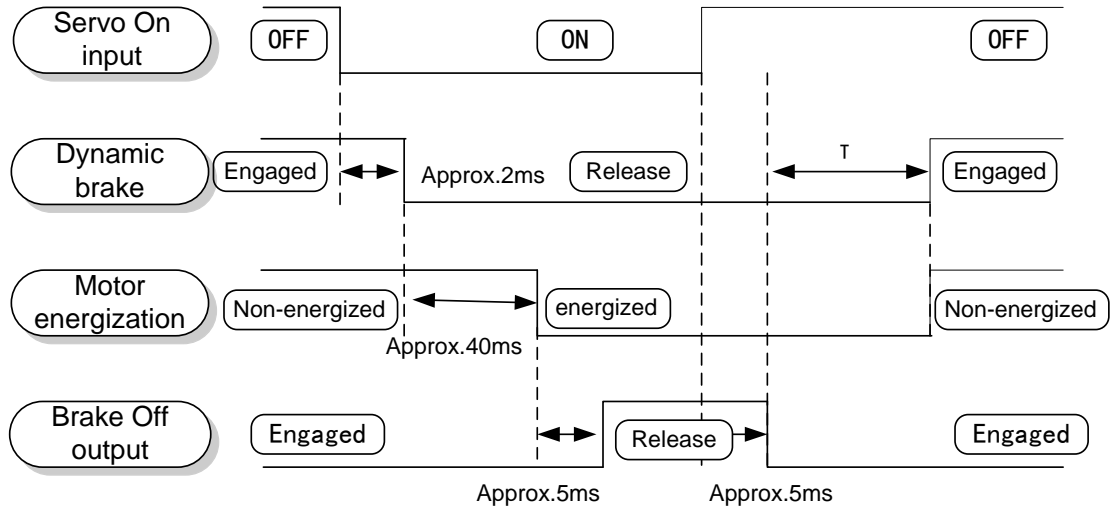 Servo On
input
OFF
ON
OFF
Dynamic
brake
Engaged
Approx.2ms
Release
T
Engaged
Motor
energization
Non-energized
energized
Non-energized
Approx.40ms
Brake Off
output
Engaged
Release
Engaged
Approx.5ms
Approx.5ms